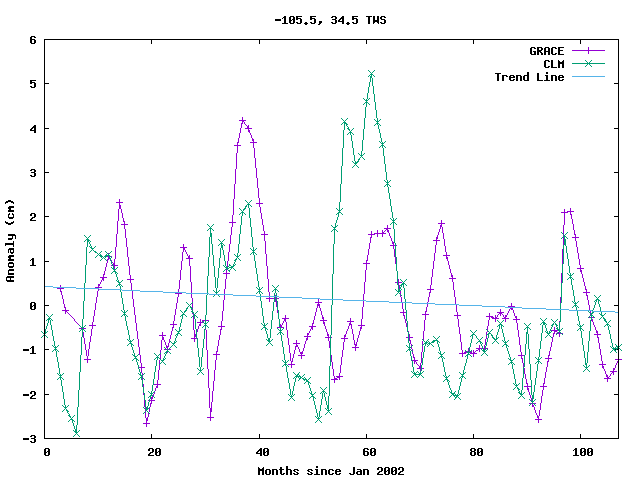 -105.5, 34.5 TWS
GRACE
CLM
Trend Line
6
5
4
3
2
1
0
-1
-2
-3
Anomaly (cm)
0 20 40 60 80 100
Months since Jan 2002